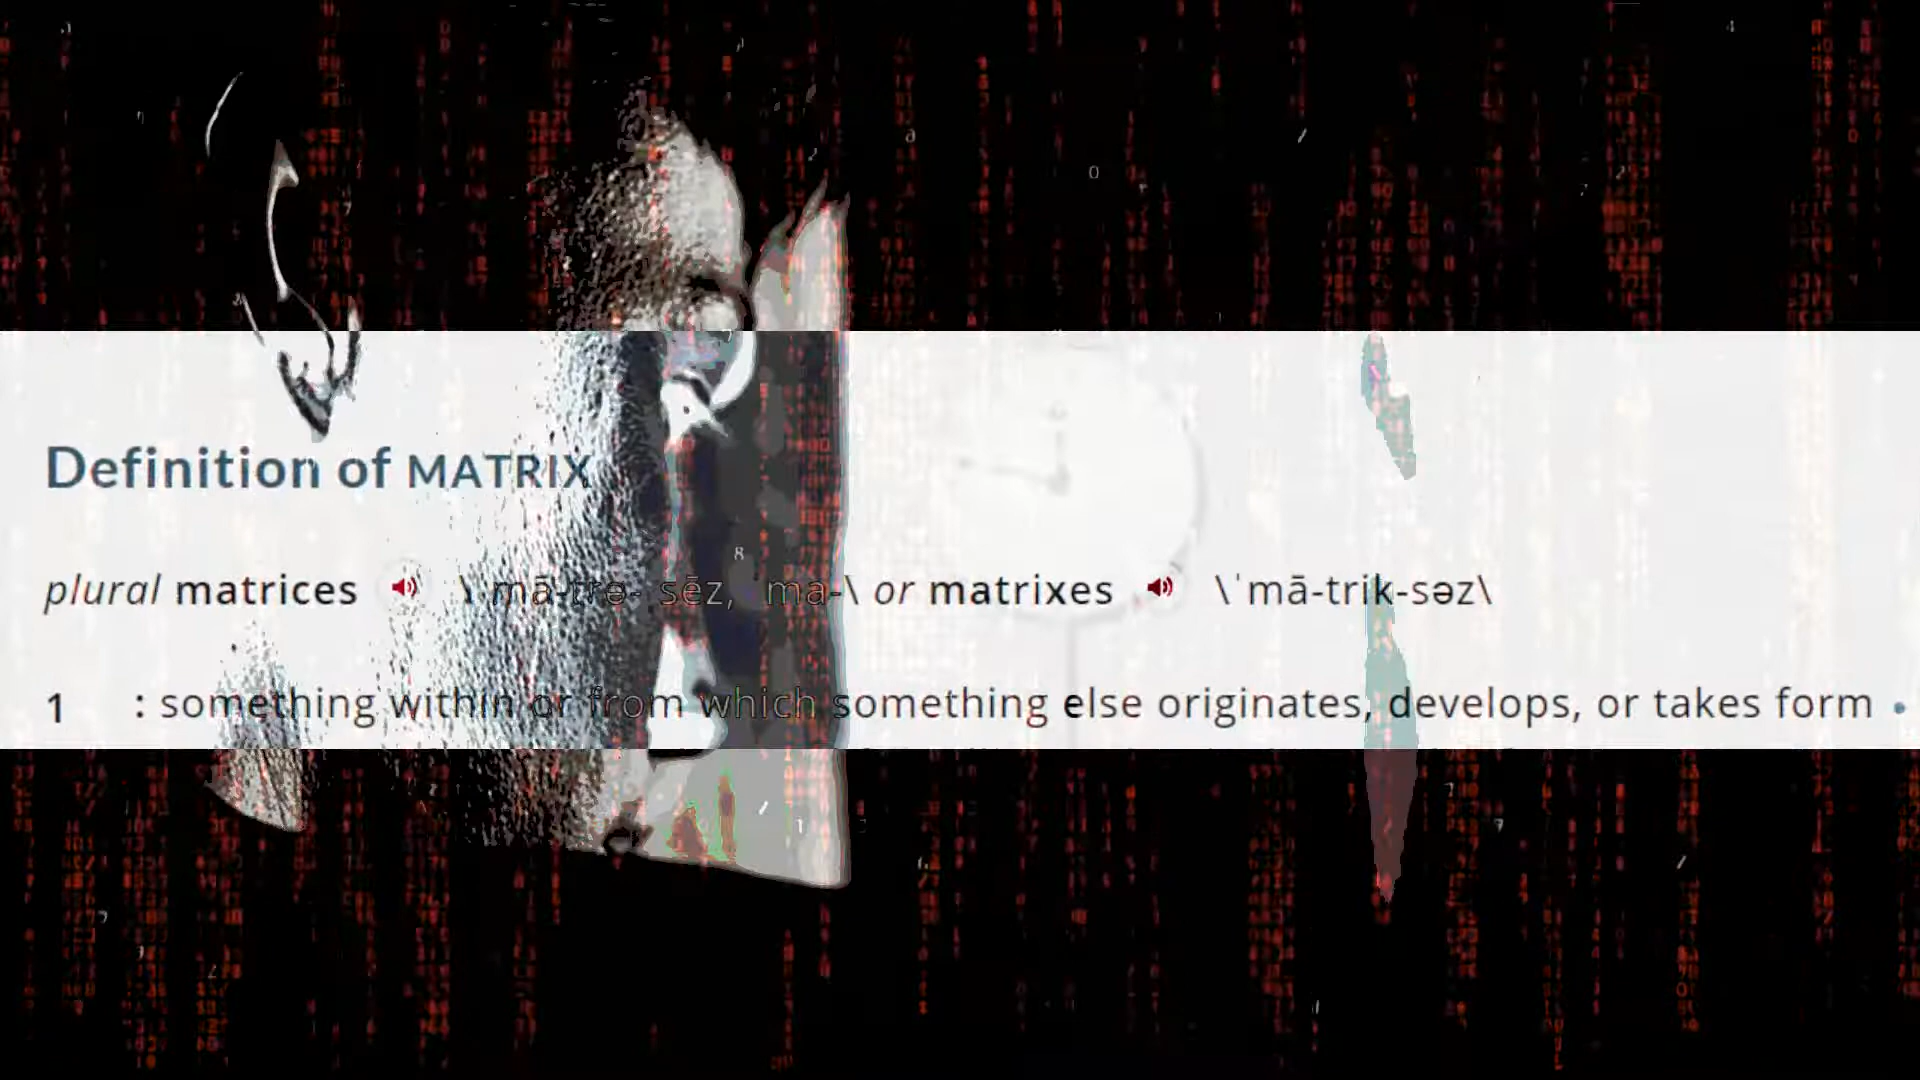 Definition of MATRIX
plural matrices \ˈmā-trə-ˌsēz, ˈma-\ or matrixes \ˈmā-trik-səz\
1 : something within or from which something else originates, develops, or takes form